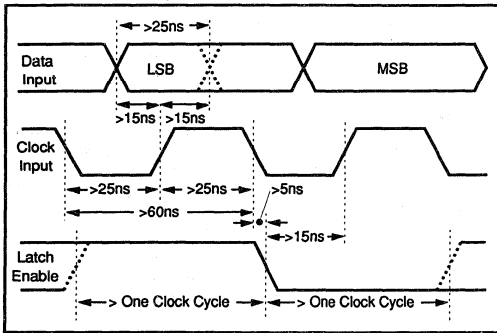 >25ns
Data
Input
LSB
MSB
>15ns >15ns
Clock
Input
>25ns >25ns >5ns
>60ns
>15ns
Latch
Enable
> One Clock Cycle > One Clock Cycle